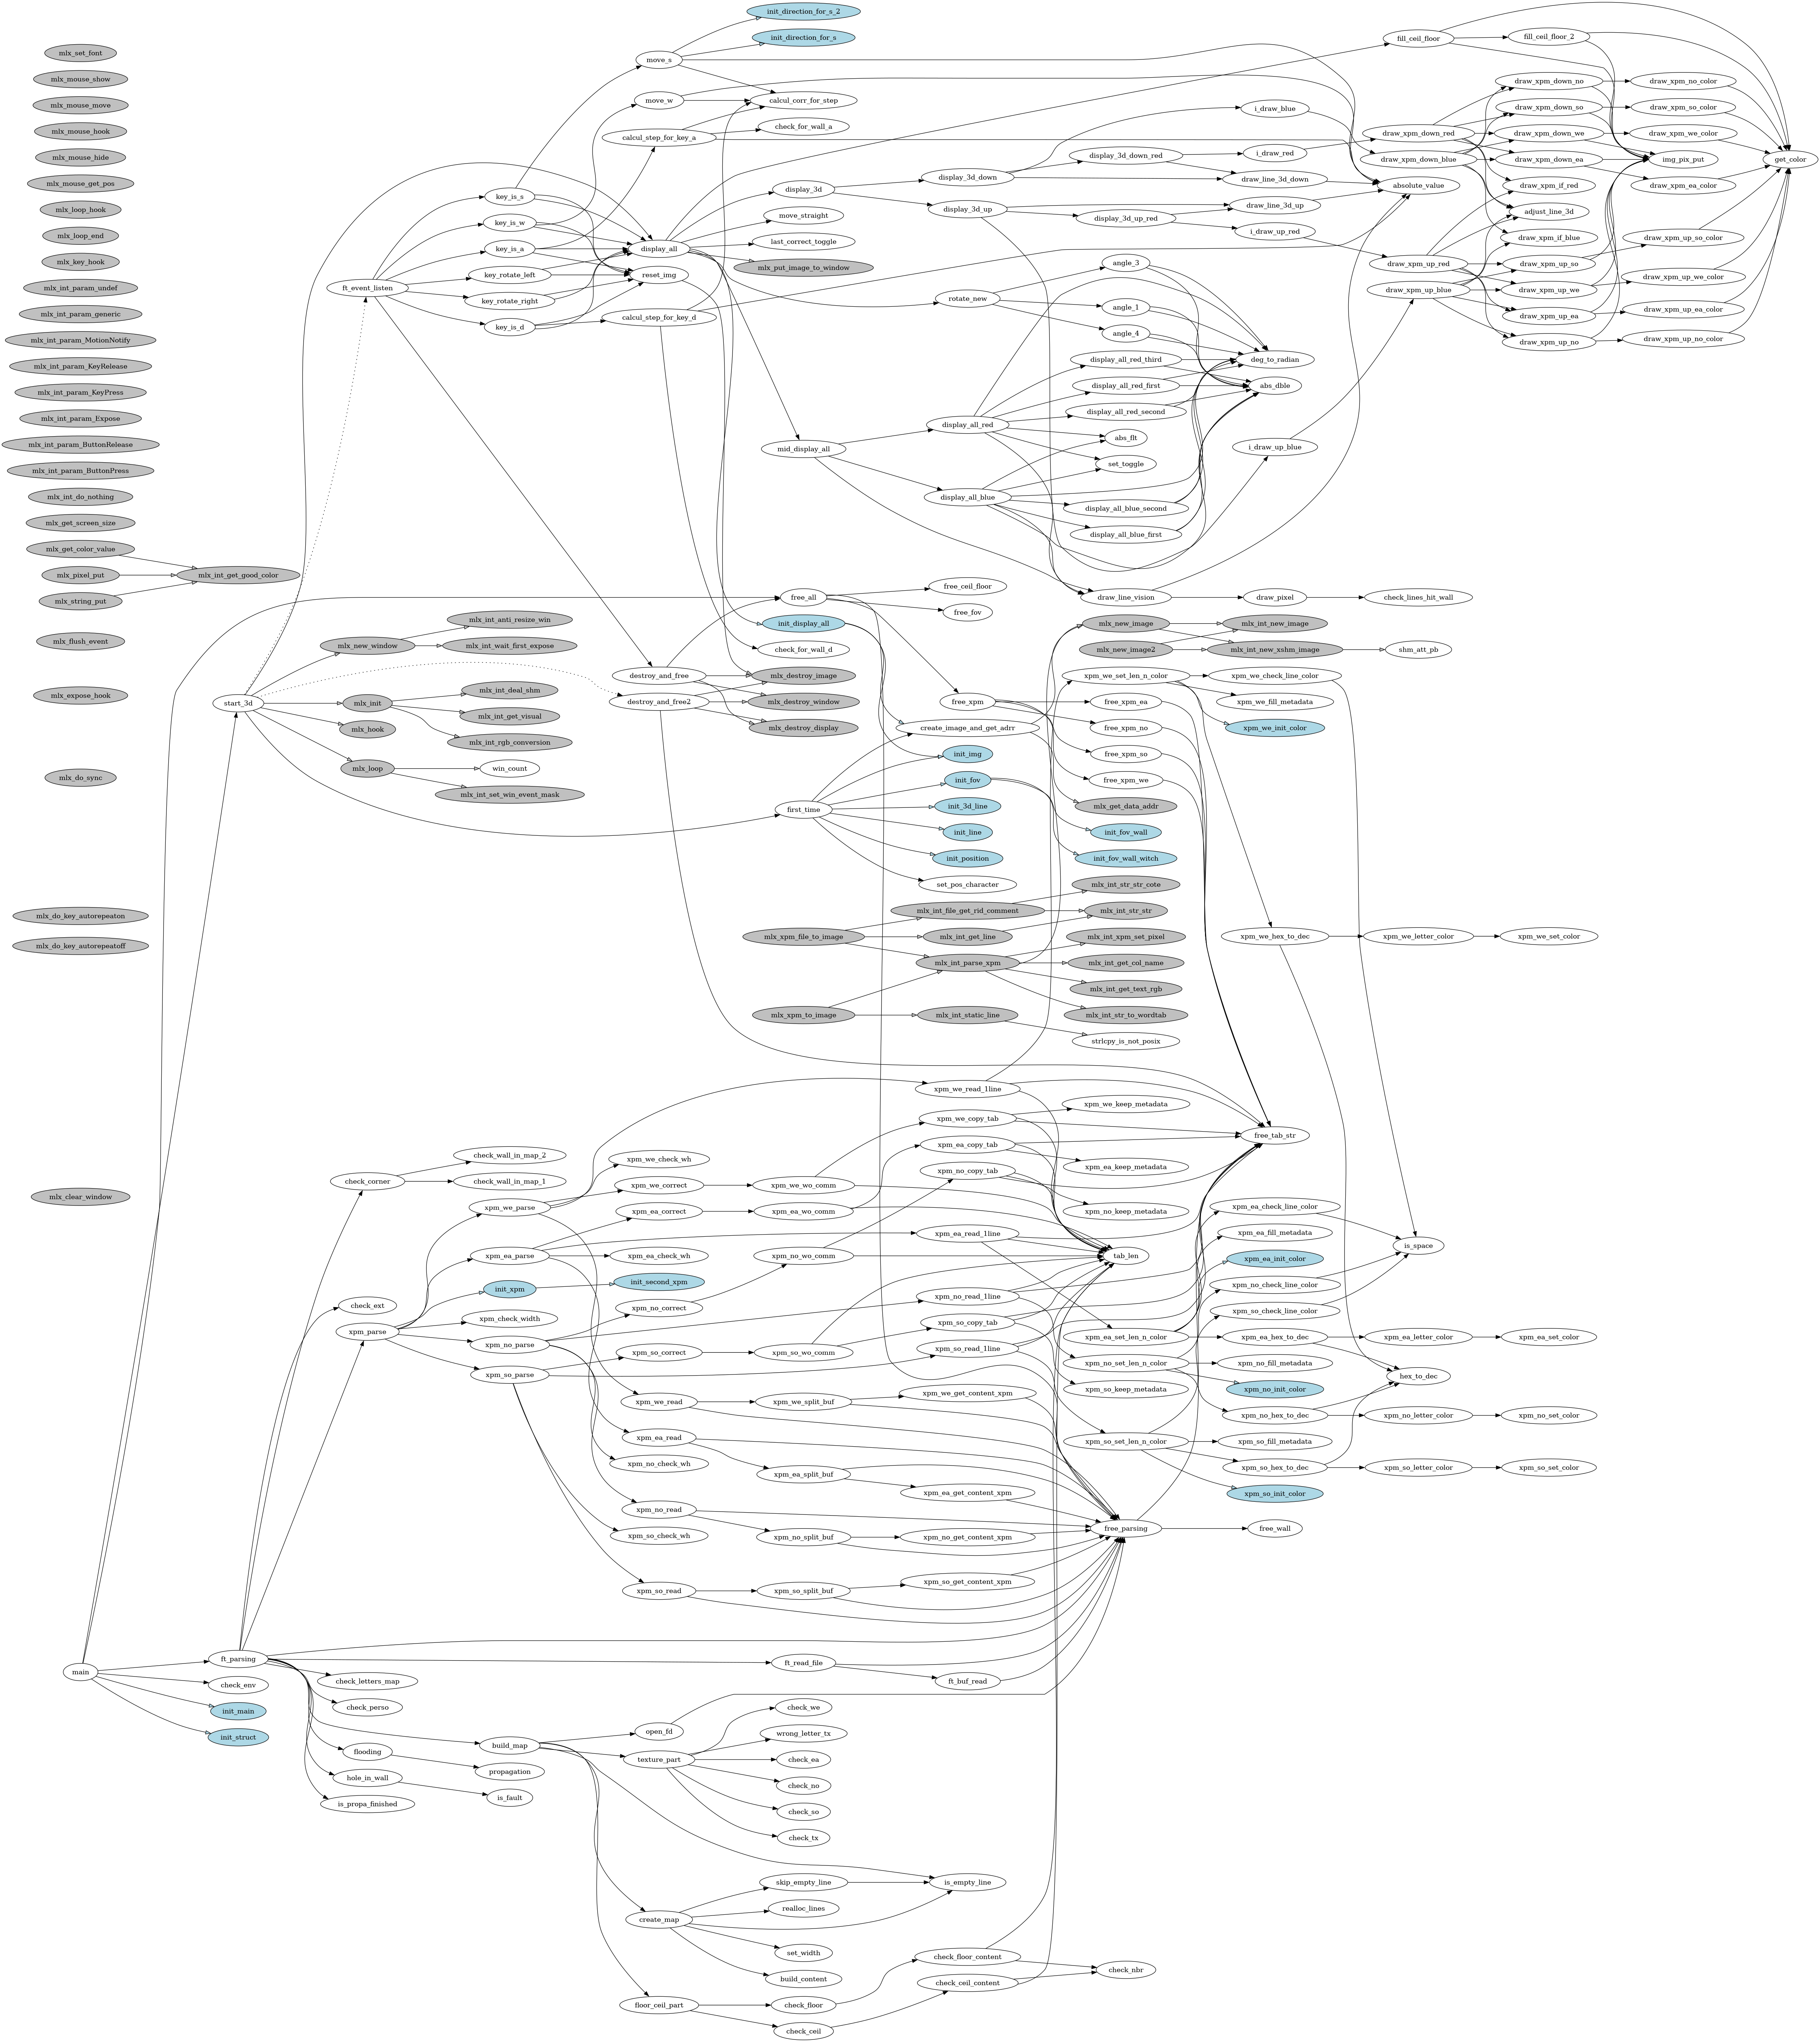 init_direction_for_s_2
init_direction_for_s
mlx_set_font
mlx_mouse_show
mlx_mouse_move
mlx_mouse_hook
mlx_mouse_hide
mlx_mouse_get_pos
mlx_loop_hook
mlx_loop_end
mlx_key_hook
mlx_int_param_undef
mlx_int_param_generic
mlx_int_param_MotionNotify
mlx_int_param_KeyRelease
mlx_int_param_KeyPress
mlx_int_param_Expose
mlx_int_param_ButtonRelease
mlx_int_param_ButtonPress
mlx_int_do_nothing
mlx_get_screen_size
mlx_get_color_value
mlx_pixel_put
mlx_string_put
mlx_flush_event
mlx_expose_hook
mlx_do_sync
mlx_do_key_autorepeaton
mlx_do_key_autorepeatoff
mlx_clear_window
main
mlx_int_get_good_color
start_3d
ft_parsing
check_env
init_main
init_struct
ft_event_listen
mlx_new_window
mlx_init
mlx_hook
mlx_loop
check_corner
check_ext
xpm_parse
check_letters_map
check_perso
flooding
hole_in_wall
is_propa_finished
key_is_s
key_is_w
key_is_a
key_rotate_left
key_rotate_right
key_is_d
mlx_int_anti_resize_win
mlx_int_wait_first_expose
mlx_int_deal_shm
mlx_int_get_visual
mlx_int_rgb_conversion
win_count
mlx_int_set_win_event_mask
check_wall_in_map_2
check_wall_in_map_1
xpm_we_parse
xpm_ea_parse
init_xpm
xpm_check_width
xpm_no_parse
xpm_so_parse
build_map
propagation
is_fault
move_s
move_w
calcul_step_for_key_a
display_all
reset_img
calcul_step_for_key_d
destroy_and_free
destroy_and_free2
xpm_we_check_wh
xpm_we_correct
xpm_ea_correct
xpm_ea_check_wh
init_second_xpm
xpm_no_correct
xpm_so_correct
xpm_we_read
xpm_ea_read
xpm_no_check_wh
xpm_no_read
xpm_so_check_wh
xpm_so_read
open_fd
texture_part
create_map
floor_ceil_part
calcul_corr_for_step
check_for_wall_a
display_3d
move_straight
last_correct_toggle
mlx_put_image_to_window
mid_display_all
free_all
init_display_all
check_for_wall_d
mlx_destroy_image
mlx_destroy_window
mlx_destroy_display
first_time
mlx_xpm_file_to_image
mlx_xpm_to_image
xpm_we_wo_comm
xpm_ea_wo_comm
xpm_no_wo_comm
xpm_so_wo_comm
xpm_we_split_buf
xpm_ea_split_buf
xpm_no_split_buf
xpm_so_split_buf
ft_read_file
check_we
wrong_letter_tx
check_ea
check_no
check_so
check_tx
skip_empty_line
realloc_lines
set_width
build_content
check_floor
check_ceil
display_3d_down
display_3d_up
rotate_new
display_all_red
display_all_blue
free_ceil_floor
free_fov
free_xpm
create_image_and_get_adrr
init_img
init_fov
init_3d_line
init_line
init_position
set_pos_character
mlx_int_file_get_rid_comment
mlx_int_get_line
mlx_int_parse_xpm
mlx_int_static_line
xpm_we_read_1line
xpm_we_copy_tab
xpm_ea_copy_tab
xpm_no_copy_tab
xpm_ea_read_1line
xpm_no_read_1line
xpm_so_copy_tab
xpm_so_read_1line
xpm_we_get_content_xpm
xpm_ea_get_content_xpm
xpm_no_get_content_xpm
xpm_so_get_content_xpm
ft_buf_read
is_empty_line
check_floor_content
check_ceil_content
display_3d_down_red
display_3d_up_red
angle_3
angle_1
angle_4
display_all_red_third
display_all_red_first
display_all_red_second
abs_flt
set_toggle
display_all_blue_second
display_all_blue_first
draw_line_vision
mlx_new_image
mlx_new_image2
xpm_we_set_len_n_color
free_xpm_ea
free_xpm_no
free_xpm_so
free_xpm_we
mlx_get_data_addr
init_fov_wall
init_fov_wall_witch
mlx_int_str_str_cote
mlx_int_str_str
mlx_int_xpm_set_pixel
mlx_int_get_col_name
mlx_int_get_text_rgb
mlx_int_str_to_wordtab
strlcpy_is_not_posix
xpm_we_keep_metadata
xpm_ea_keep_metadata
xpm_no_keep_metadata
tab_len
xpm_ea_set_len_n_color
xpm_no_set_len_n_color
xpm_so_keep_metadata
xpm_so_set_len_n_color
free_parsing
check_nbr
i_draw_blue
i_draw_red
draw_line_3d_down
draw_line_3d_up
i_draw_up_red
deg_to_radian
abs_dble
i_draw_up_blue
draw_pixel
mlx_int_new_image
mlx_int_new_xshm_image
xpm_we_check_line_color
xpm_we_fill_metadata
xpm_we_init_color
xpm_we_hex_to_dec
free_tab_str
xpm_ea_check_line_color
xpm_ea_fill_metadata
xpm_ea_init_color
xpm_no_check_line_color
xpm_so_check_line_color
xpm_ea_hex_to_dec
xpm_no_fill_metadata
xpm_no_init_color
xpm_no_hex_to_dec
xpm_so_fill_metadata
xpm_so_hex_to_dec
xpm_so_init_color
free_wall
fill_ceil_floor
draw_xpm_down_red
draw_xpm_down_blue
absolute_value
draw_xpm_up_red
draw_xpm_up_blue
check_lines_hit_wall
shm_att_pb
xpm_we_letter_color
is_space
xpm_ea_letter_color
hex_to_dec
xpm_no_letter_color
xpm_so_letter_color
fill_ceil_floor_2
draw_xpm_down_no
draw_xpm_down_so
draw_xpm_down_we
draw_xpm_down_ea
draw_xpm_if_red
adjust_line_3d
draw_xpm_if_blue
draw_xpm_up_so
draw_xpm_up_we
draw_xpm_up_ea
draw_xpm_up_no
xpm_we_set_color
xpm_ea_set_color
xpm_no_set_color
xpm_so_set_color
draw_xpm_no_color
draw_xpm_so_color
draw_xpm_we_color
img_pix_put
draw_xpm_ea_color
draw_xpm_up_so_color
draw_xpm_up_we_color
draw_xpm_up_ea_color
draw_xpm_up_no_color
get_color